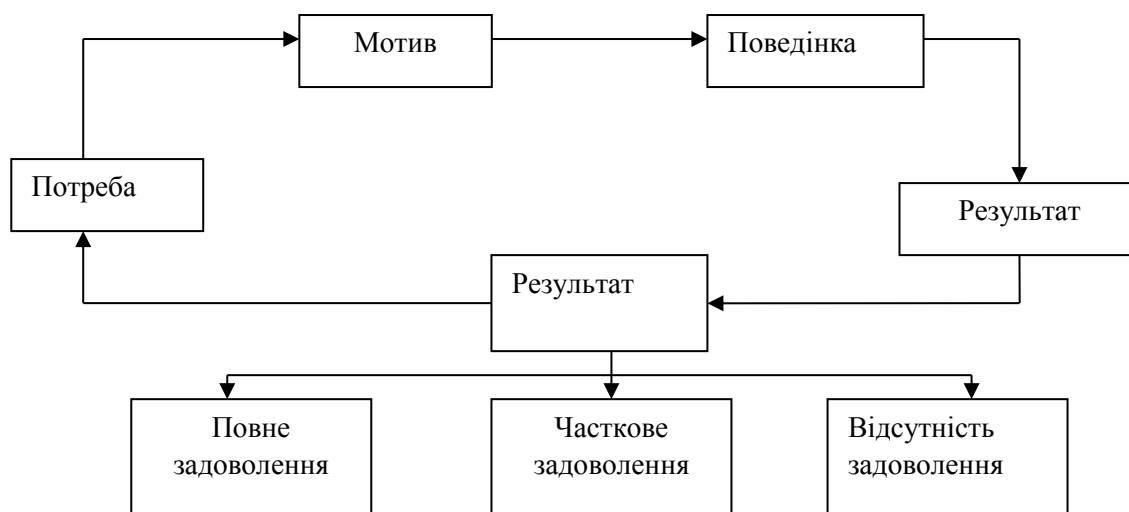 Мотив
Поведінка
Потреба
Результат
Результат
Повне
задоволення
Часткове
задоволення
Відсутність
задоволення